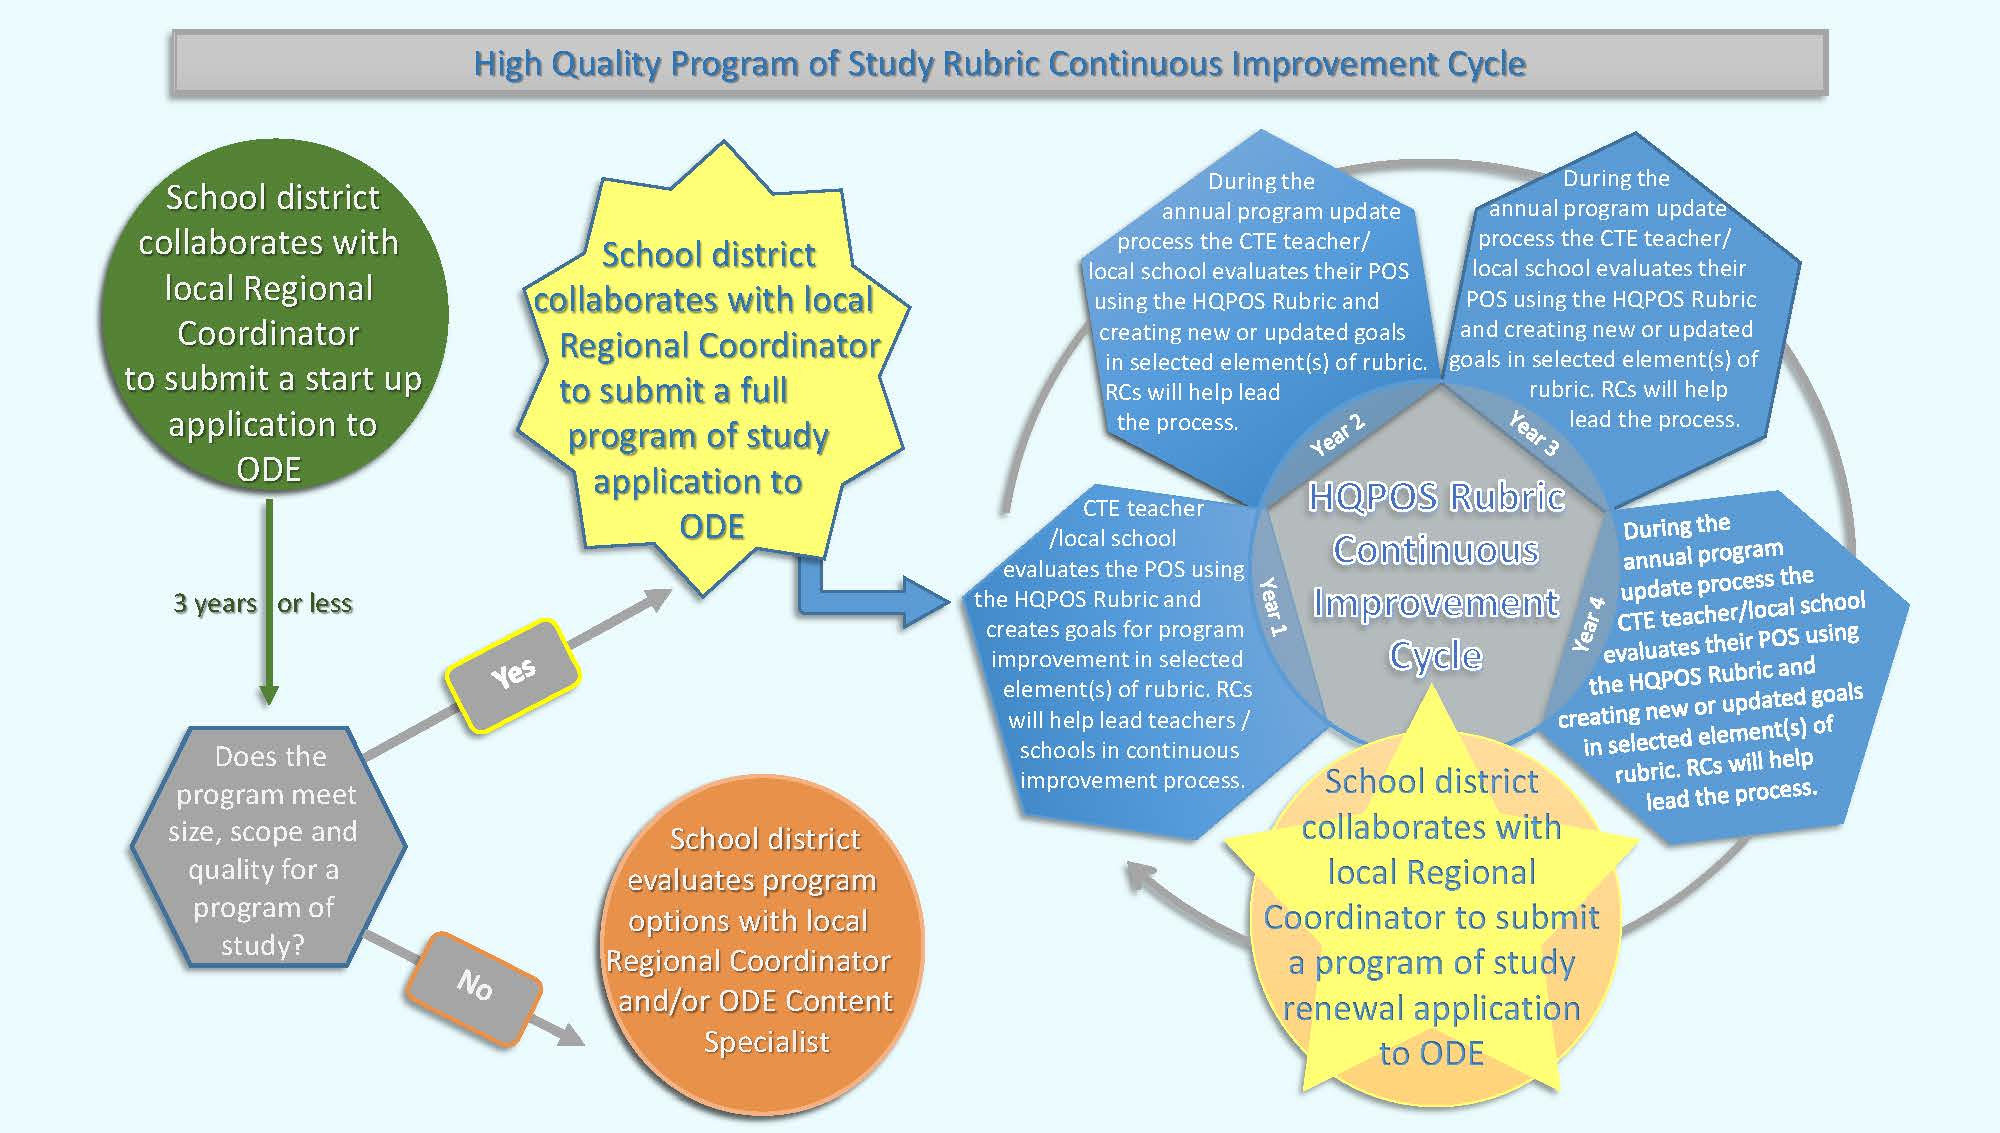 High Quality Program of Study Rubric Continuous Improvement Cycle
School district
collaborates with
local Regional
Coordinator
to submit a start up
application to
ODE
3 years or less
Does the
program meet
size, scope and
quality for a
program of
study?
Yes
No
School district
collaborates with local
Regional Coordinator
to submit a full
program of study
application to
ODE
School district
evaluates program
options with local
Regional Coordinator
and/or ODE Content
Specialist
CTE teacher
/local school
evaluates the POS using
the HQPOS Rubric and
creates goals for program
improvement in selected
element(s) of rubric. RCs
will help lead teachers /
schools in continuous
improvement process.
Year 1
During the
annual program update
process the CTE teacher/
local school evaluates their POS
using the HQPOS Rubric and
creating new or updated goals
in selected element(s) of rubric.
RCs will help lead
the process.
Year 2
During the
annual program update
process the CTE teacher/
local school evaluates their
POS using the HQPOS Rubric
and creating new or updated
goals in selected element(s) of
rubric. RCs will help
lead the process.
Year 3
During the
annual program
update process the
CTE teacher/local school
evaluates their POS using
the HQPOS Rubric and
creating new or updated goals
in selected element(s) of
rubric. RCs will help
lead the process.
Year 4
HQPOS Rubric
Continuous
Improvement
Cycle
School district
collaborates with
local Regional
Coordinator to submit
a program of study
renewal application
to ODE